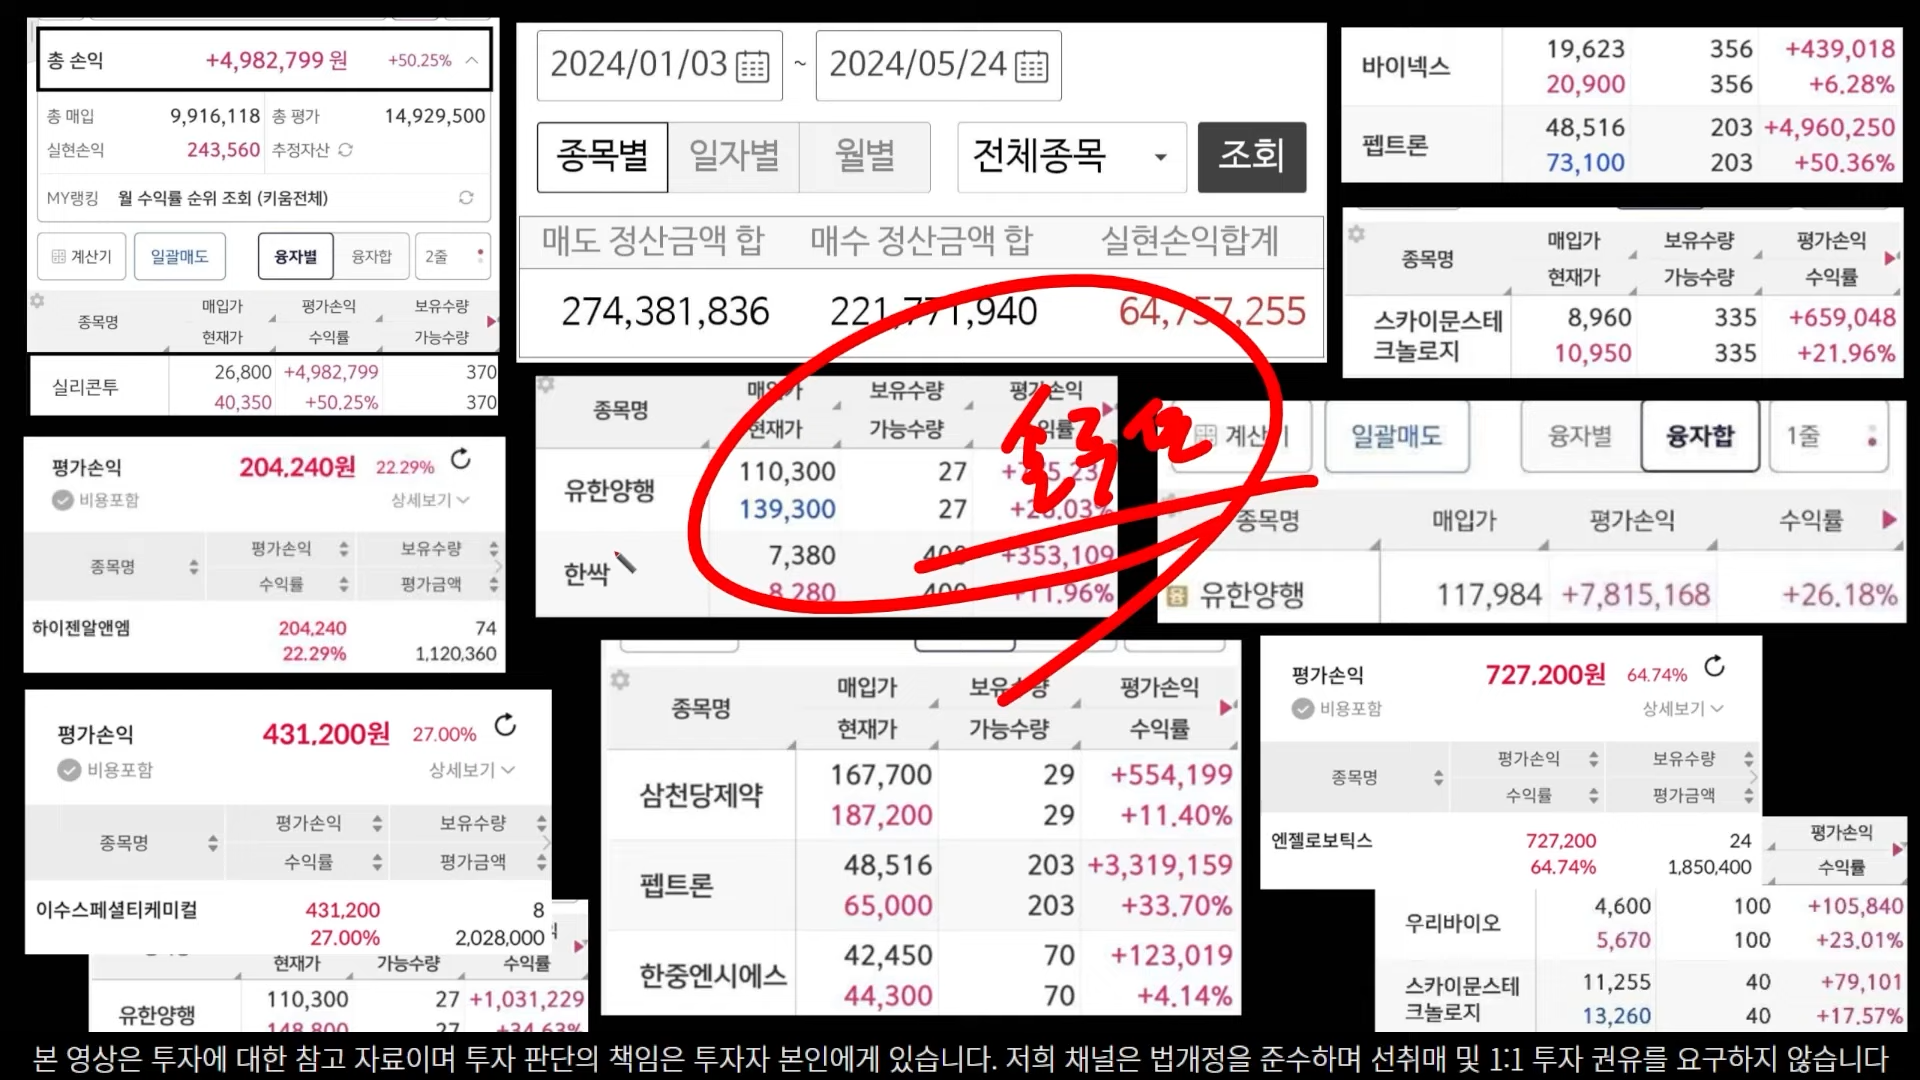 총 손익 +4,982,799 원 +50.25%
총 매입 9,916,118 총 평가 14,929,500
실현손익 243,560 추정자산
MY랭킹 월 수익률 순위 조회 (키움전체)
계산기 일괄매도 융자별 융자합 2줄
종목명 매입가 평가손익 보유수량
현재가 수익률 가능수량
실리콘투 26,800 +4,982,799 370
40,350 +50.25% 370
2024/01/03 ~ 2024/05/24
종목별 일자별 월별 전체종목 조회
매도 정산금액 합 매수 정산금액 합 실현손익합계
274,381,836 221,771,940 64,757,255
바이넥스 19,623 356 +439,018
20,900 356 +6.28%
펩트론 48,516 203 +4,960,250
73,100 203 +50.36%
종목명 매입가 보유수량 평가손익
현재가 가능수량 수익률
스카이문스테크놀로지 8,960 335 +659,048
10,950 335 +21.96%
평가손익 204,240원 22.29%
비용포함 상세보기
종목명 평가손익 보유수량
수익률 평가금액
하이젠알앤엠 204,240 74
22.29% 1,120,360
종목명 매입가 보유수량 평가손익
현재가 가능수량
유한양행 110,300 27
139,300 27
한싹 7,380 400 +353,109
8,280 400 +11.96%
계산기 일괄매도 융자별 융자합 1줄
종목명 매입가 평가손익 수익률
유한양행 117,984 +7,815,168 +26.18%
평가손익 431,200원 27.00%
비용포함 상세보기
종목명 평가손익 보유수량
수익률 평가금액
이수스페셜티케미컬 431,200 8
27.00% 2,028,000
현재가 가능수량 수익률
유한양행 110,300 27 +1,031,229
148,800 27 +34.63%
종목명 매입가 보유수량 평가손익
현재가 가능수량 수익률
삼천당제약 167,700 29 +554,199
187,200 29 +11.40%
펩트론 48,516 203 +3,319,159
65,000 203 +33.70%
한중엔시에스 42,450 70 +123,019
44,300 70 +4.14%
평가손익 727,200원 64.74%
비용포함 상세보기
종목명 평가손익 보유수량
수익률 평가금액
엔젤로보틱스 727,200 24
64.74% 1,850,400
평가손익
수익률
우리바이오 4,600 100 +105,840
5,670 100 +23.01%
스카이문스테크놀로지 11,255 40 +79,101
13,260 40 +17.57%
본 영상은 투자에 대한 참고 자료이며 투자 판단의 책임은 투자자 본인에게 있습니다. 저희 채널은 법개정을 준수하며 선취매 및 1:1 투자 권유를 요구하지 않습니다